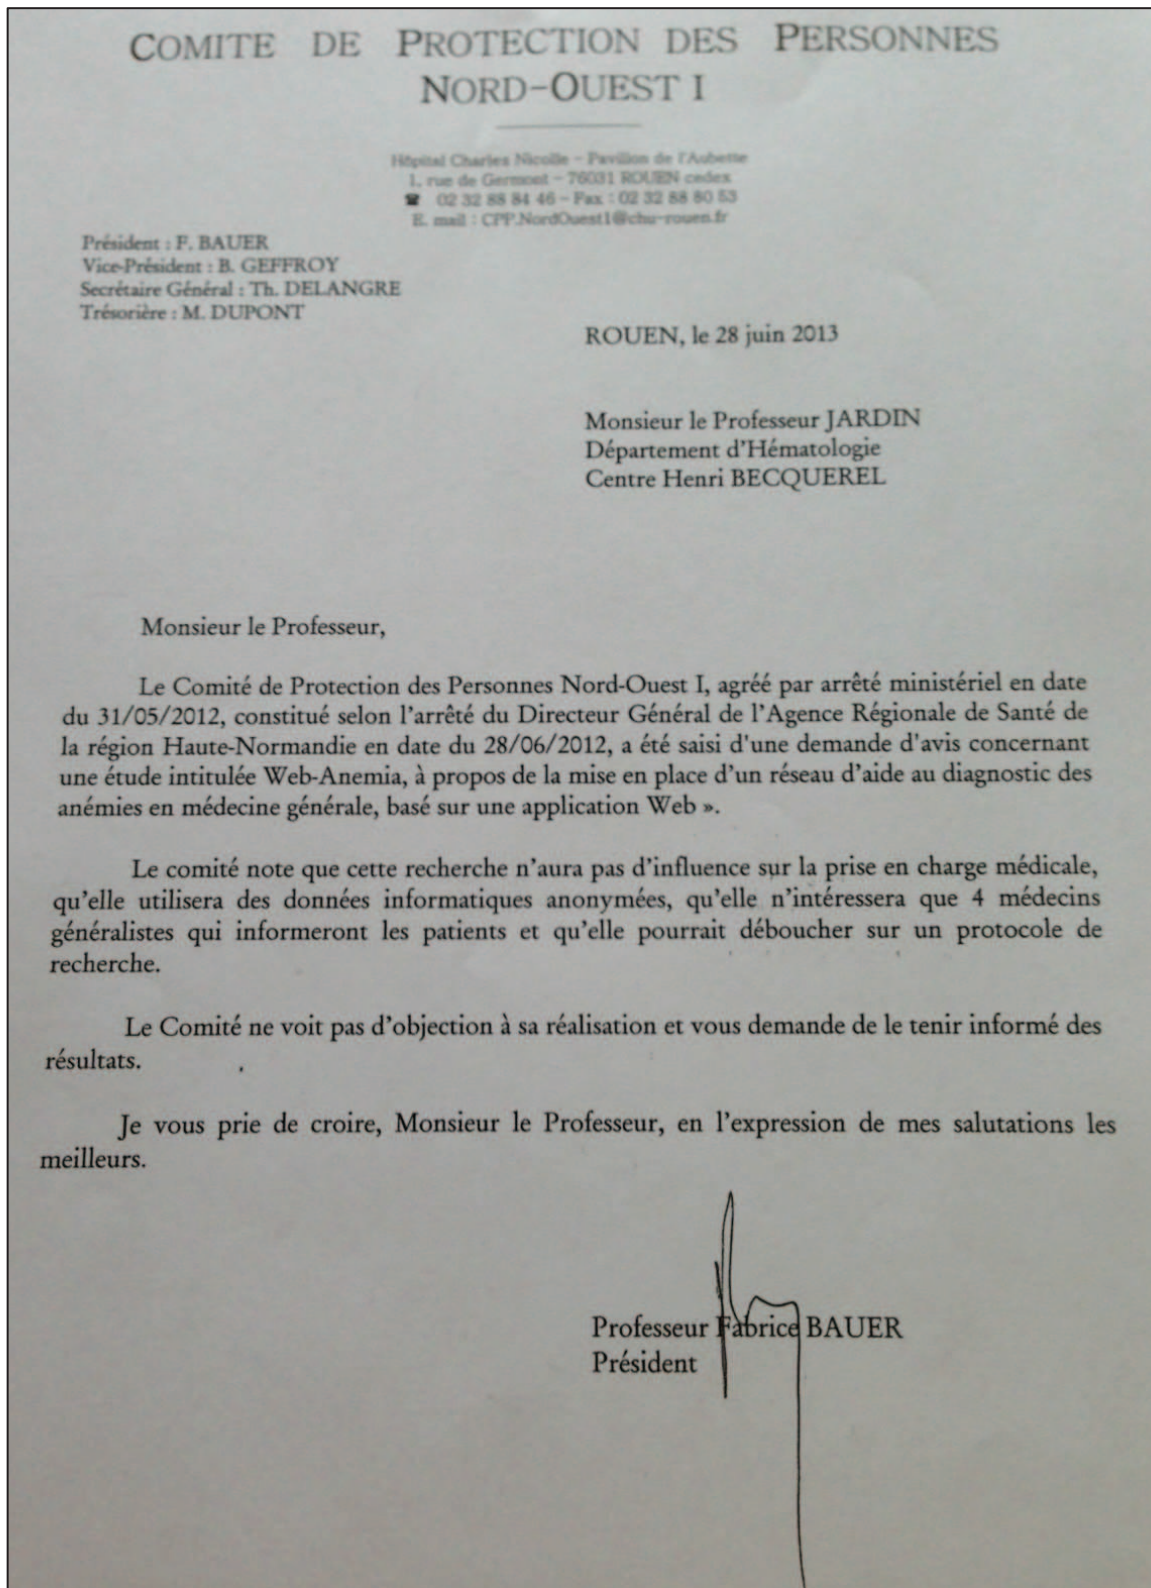 COMITE DE PROTECTION DES PERSONNES
NORD-OUEST I
Hôpital Charles Nicolle - Pavillon de l'Aubette
1, rue de Germont - 76031 ROUEN cedex
☎ 02 32 88 84 46 - Fax : 02 32 88 80 53
E. mail : CPP.NordOuest1@chu-rouen.fr
Président : F. BAUER
Vice-Président : B. GEFFROY
Secrétaire Général : Th. DELANGRE
Trésorière : M. DUPONT
ROUEN, le 28 juin 2013
Monsieur le Professeur JARDIN
Département d'Hématologie
Centre Henri BECQUEREL
Monsieur le Professeur,
Le Comité de Protection des Personnes Nord-Ouest I, agréé par arrêté ministériel en date
du 31/05/2012, constitué selon l'arrêté du Directeur Général de l'Agence Régionale de Santé de
la région Haute-Normandie en date du 28/06/2012, a été saisi d'une demande d'avis concernant
une étude intitulée Web-Anemia, à propos de la mise en place d'un réseau d'aide au diagnostic des
anémies en médecine générale, basé sur une application Web ».
Le comité note que cette recherche n'aura pas d'influence sur la prise en charge médicale,
qu'elle utilisera des données informatiques anonymées, qu'elle n'intéressera que 4 médecins
généralistes qui informeront les patients et qu'elle pourrait déboucher sur un protocole de
recherche.
Le Comité ne voit pas d'objection à sa réalisation et vous demande de le tenir informé des
résultats.
Je vous prie de croire, Monsieur le Professeur, en l'expression de mes salutations les
meilleurs.
Professeur Fabrice BAUER
Président